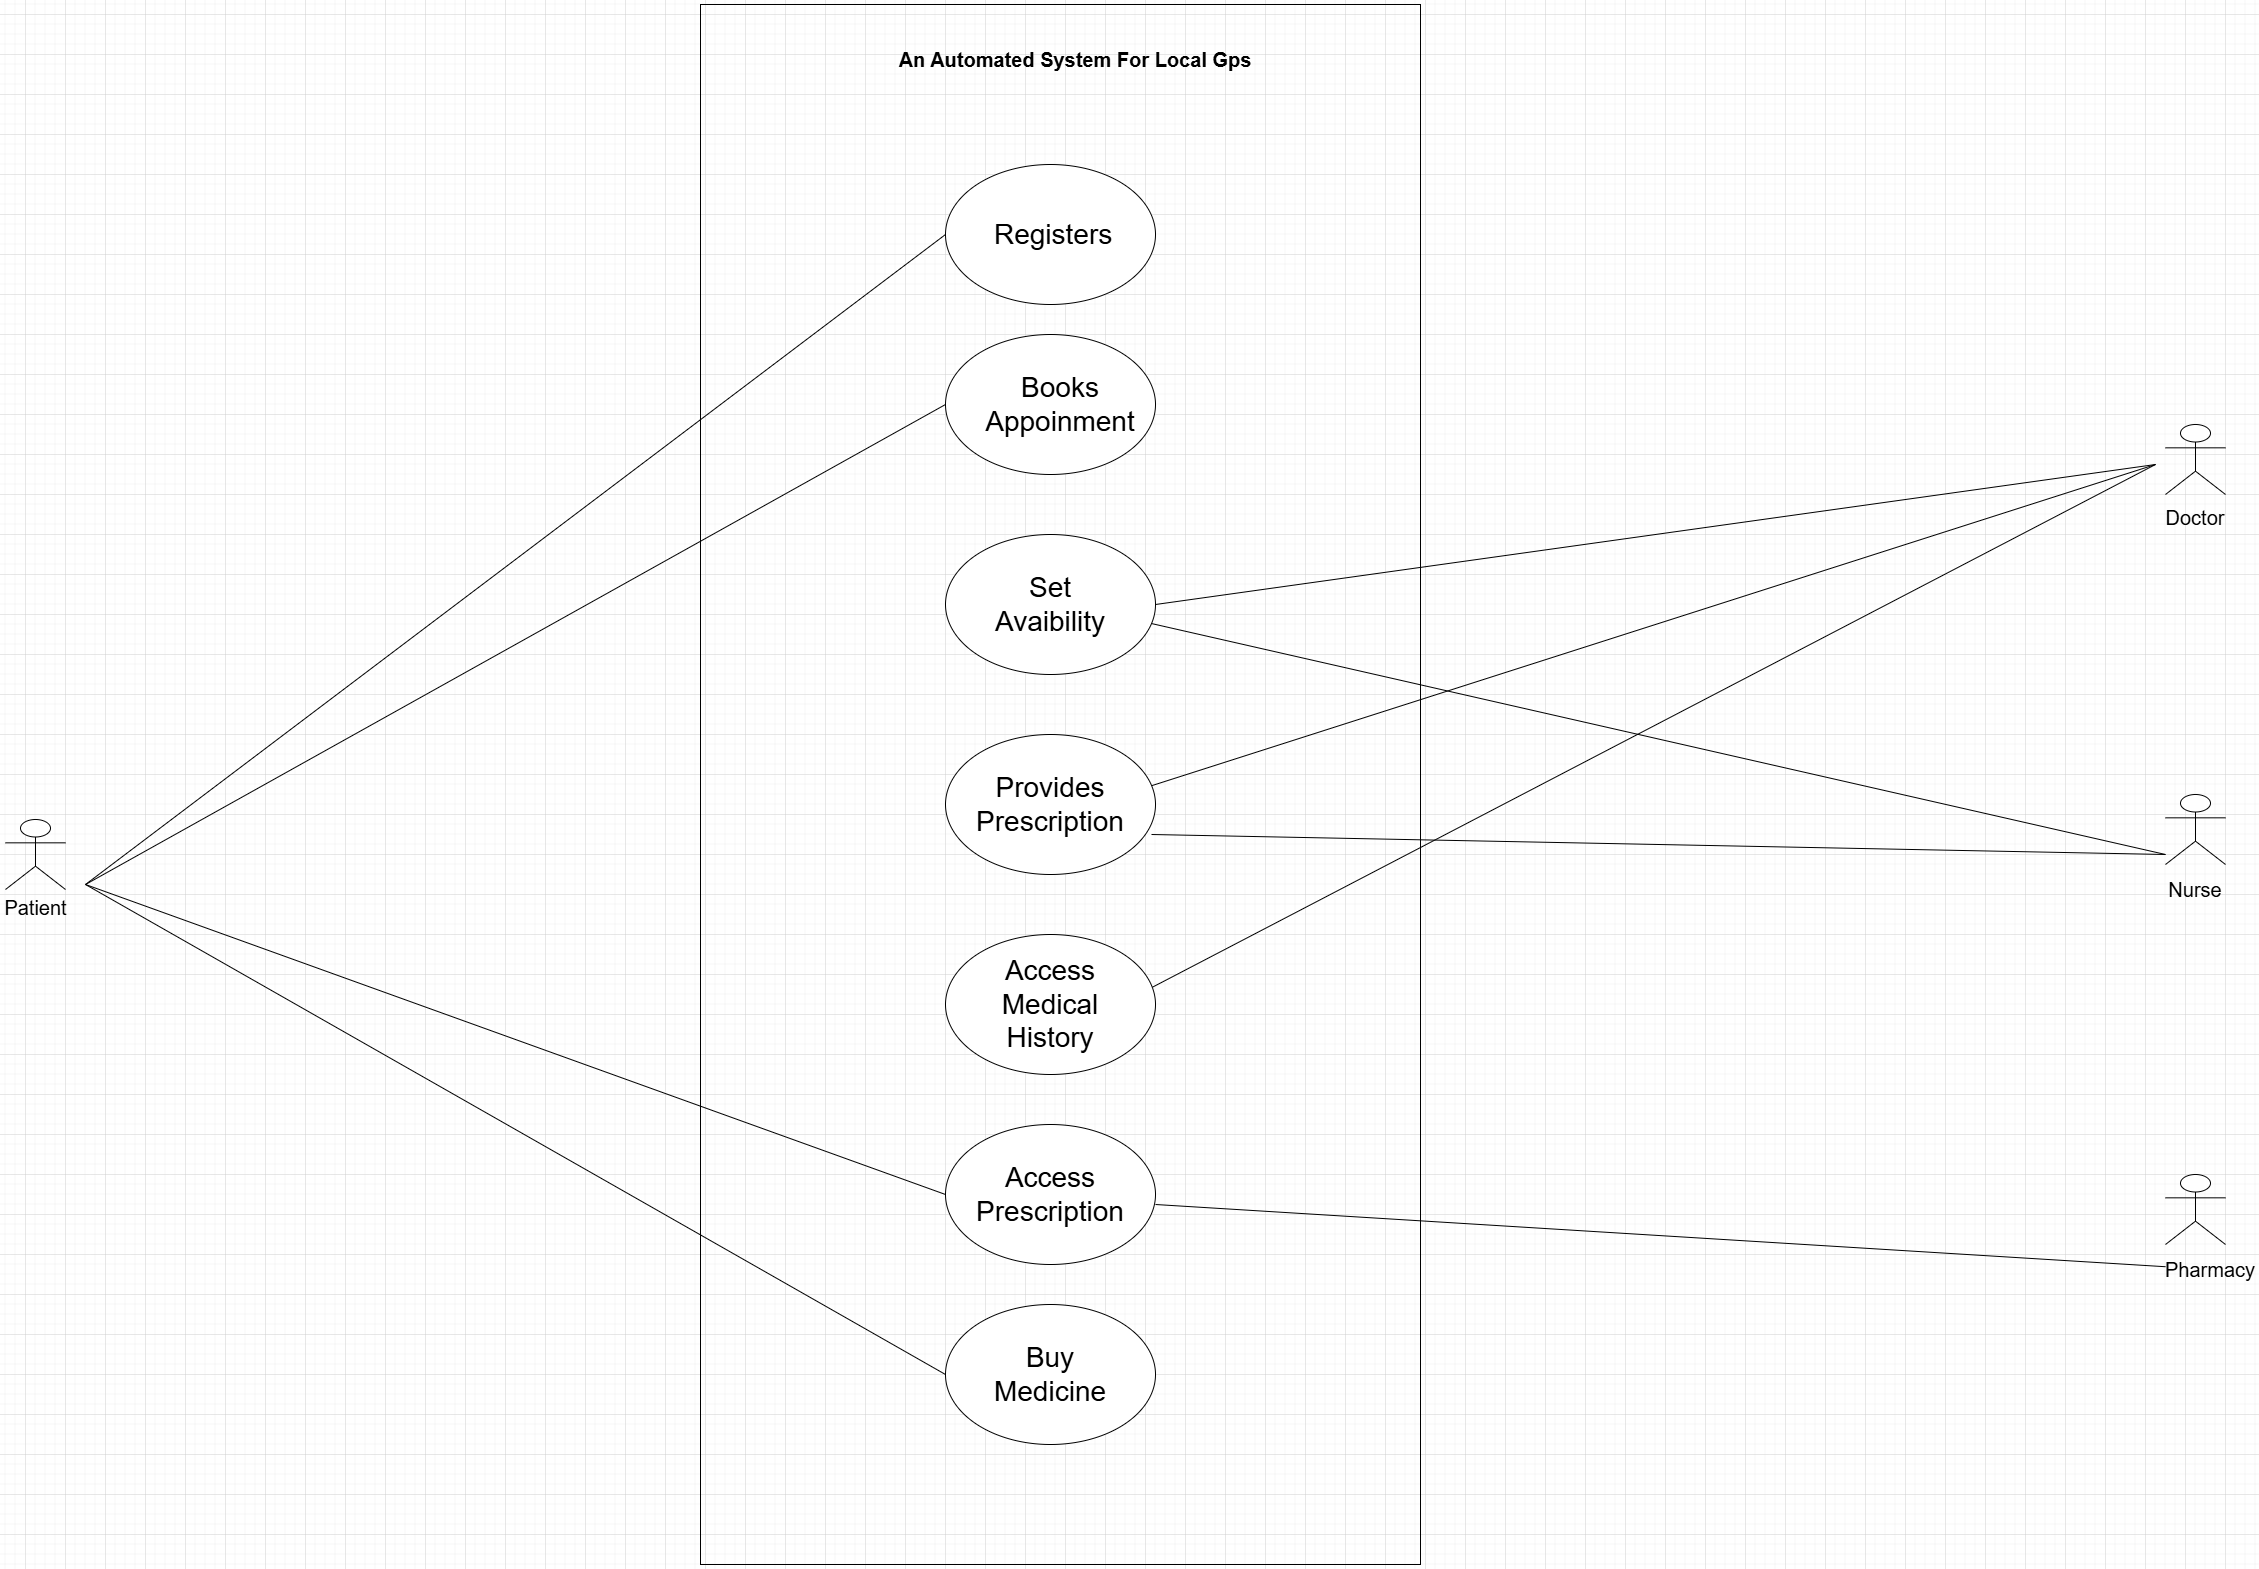 An Automated System For Local Gps
Registers
Books
Appoinment
Set
Avaibility
Provides
Prescription
Access
Medical
History
Access
Prescription
Buy
Medicine
Patient
Doctor
Nurse
Pharmacy